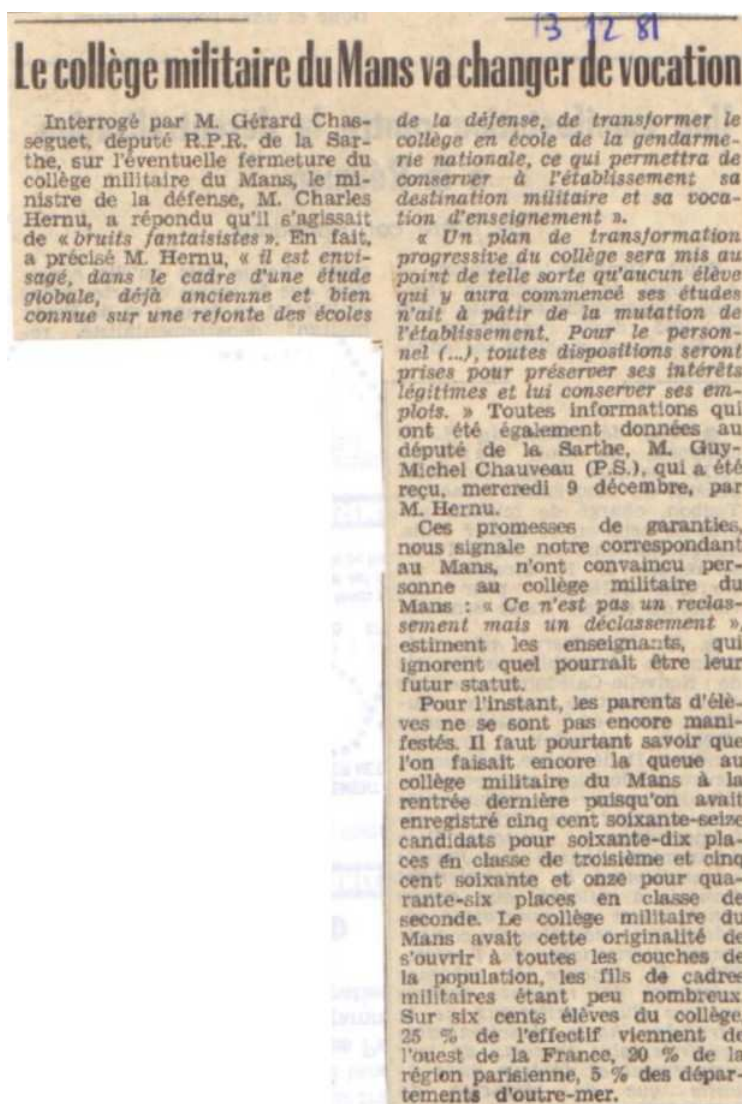 13 12 81
Le collège militaire du Mans va changer de vocation
Interrogé par M. Gérard Chas-
seguet, député R.P.R. de la Sar-
the, sur l'éventuelle fermeture du
collège militaire du Mans, le mi-
nistre de la défense, M. Charles
Hernu, a répondu qu'il s'agissait
de « bruits fantaisistes ». En fait,
a précisé M. Hernu, « il est envi-
sagé, dans le cadre d'une étude
globale, déjà ancienne et bien
connue sur une refonte des écoles
de la défense, de transformer le
collège en école de la gendarme-
rie nationale, ce qui permettra de
conserver à l'établissement sa
destination militaire et sa voca-
tion d'enseignement ».
« Un plan de transformation
progressive du collège sera mis au
point de telle sorte qu'aucun élève
qui y aura commencé ses études
n'ait à pâtir de la mutation de
l'établissement. Pour le person-
nel (...), toutes dispositions seront
prises pour préserver ses intérêts
légitimes et lui conserver ses em-
plois. » Toutes informations qui
ont été également données au
député de la Sarthe, M. Guy-
Michel Chauveau (P.S.), qui a été
reçu, mercredi 9 décembre, par
M. Hernu.
Ces promesses de garanties,
nous signale notre correspondant
au Mans, n'ont convaincu per-
sonne au collège militaire du
Mans : « Ce n'est pas un reclas-
sement mais un déclassement »,
estiment les enseignants, qui
ignorent quel pourrait être leur
futur statut.
Pour l'instant, les parents d'élè-
ves ne se sont pas encore mani-
festés. Il faut pourtant savoir que
l'on faisait encore la queue au
collège militaire du Mans à la
rentrée dernière puisqu'on avait
enregistré cinq cent soixante-seize
candidats pour soixante-dix pla-
ces en classe de troisième et cinq
cent soixante et onze pour qua-
rante-six places en classe de
seconde. Le collège militaire du
Mans avait cette originalité de
s'ouvrir à toutes les couches de
la population, les fils de cadres
militaires étant peu nombreux.
Sur six cents élèves du collège,
25 % de l'effectif viennent de
l'ouest de la France, 20 % de la
région parisienne, 5 % des dépar-
tements d'outre-mer.